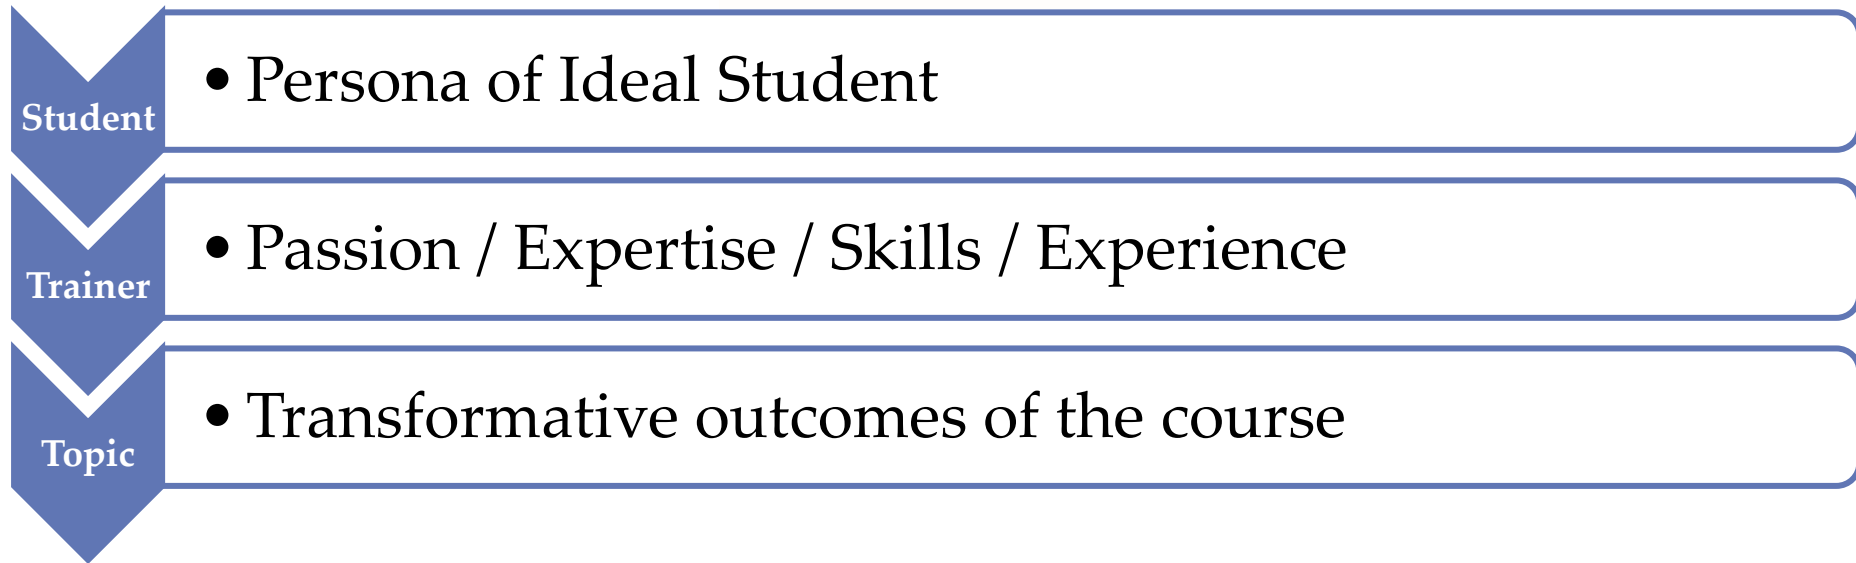 Student
• Persona of Ideal Student
Trainer
• Passion / Expertise / Skills / Experience
Topic
• Transformative outcomes of the course